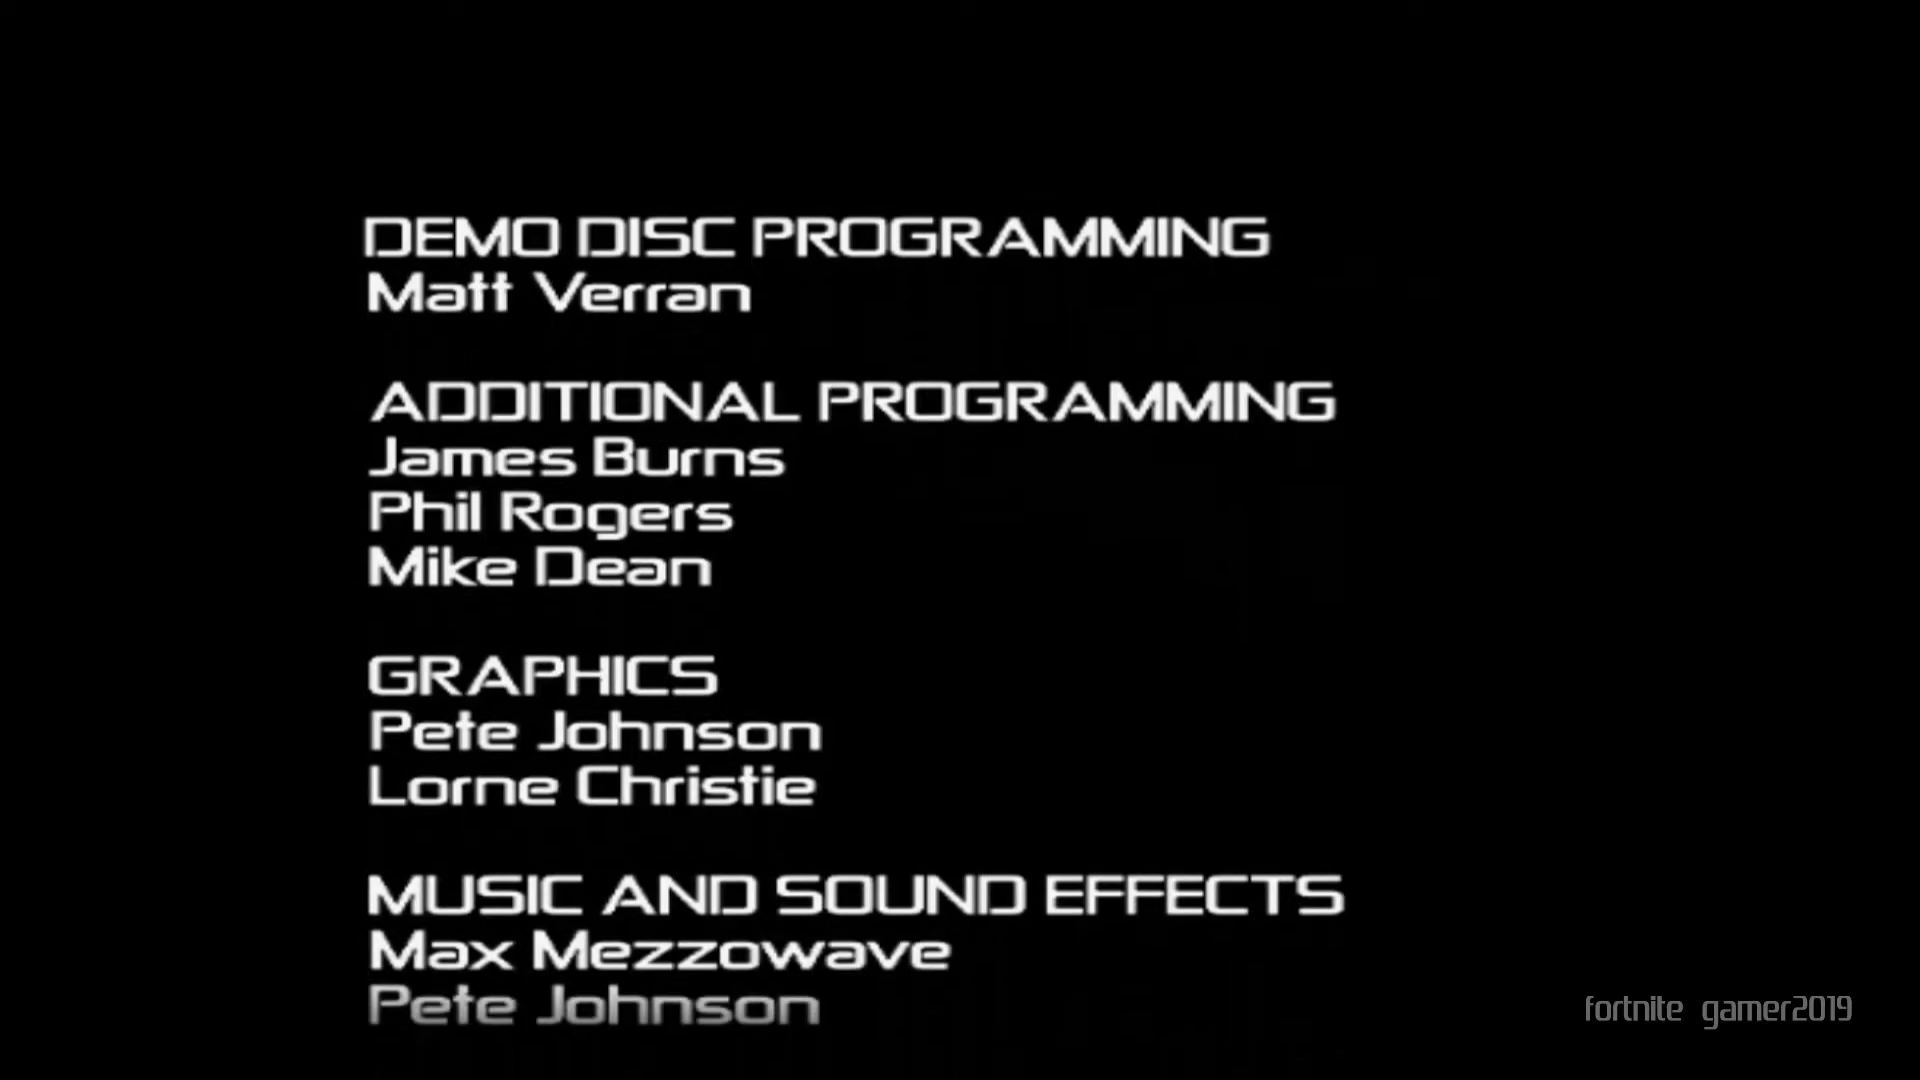 DEMO DISC PROGRAMMING
Matt Verran
ADDITIONAL PROGRAMMING
James Burns
Phil Rogers
Mike Dean
GRAPHICS
Pete Johnson
Lorne Christie
MUSIC AND SOUND EFFECTS
Max Mezzowave
Pete Johnson
fortnite gamer2019